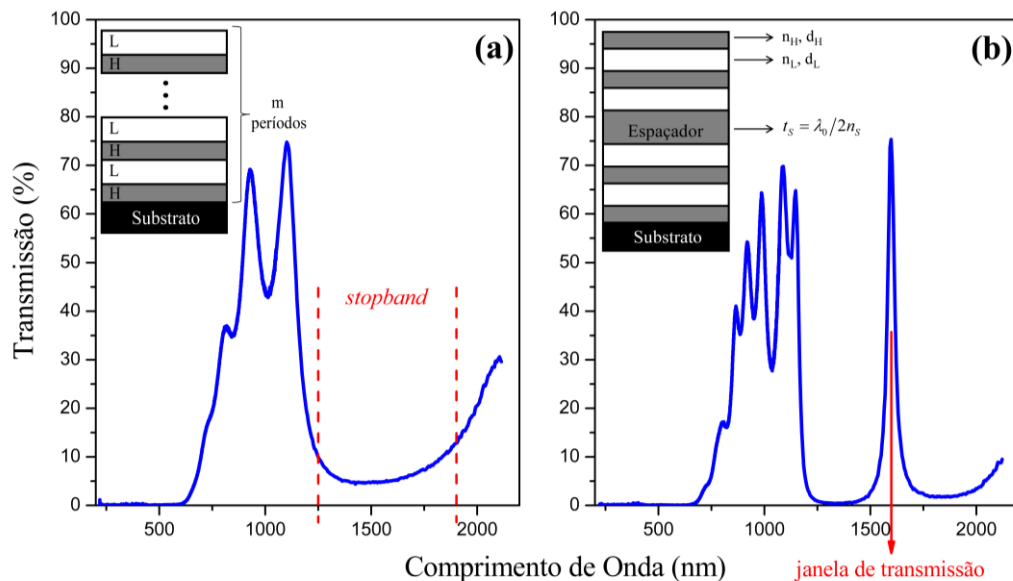 Transmissão (%)
100
90
80
70
60
50
40
30
20
10
0
500
1000
1500
2000
(a)
L
H
L
H
L
H
Substrato
m
períodos
stopband
100
90
80
70
60
50
40
30
20
10
0
500
1000
1500
2000
(b)
n_H, d_H
n_L, d_L
Espaçador
t_S = λ_0/2n_S
Substrato
Comprimento de Onda (nm)
janela de transmissão